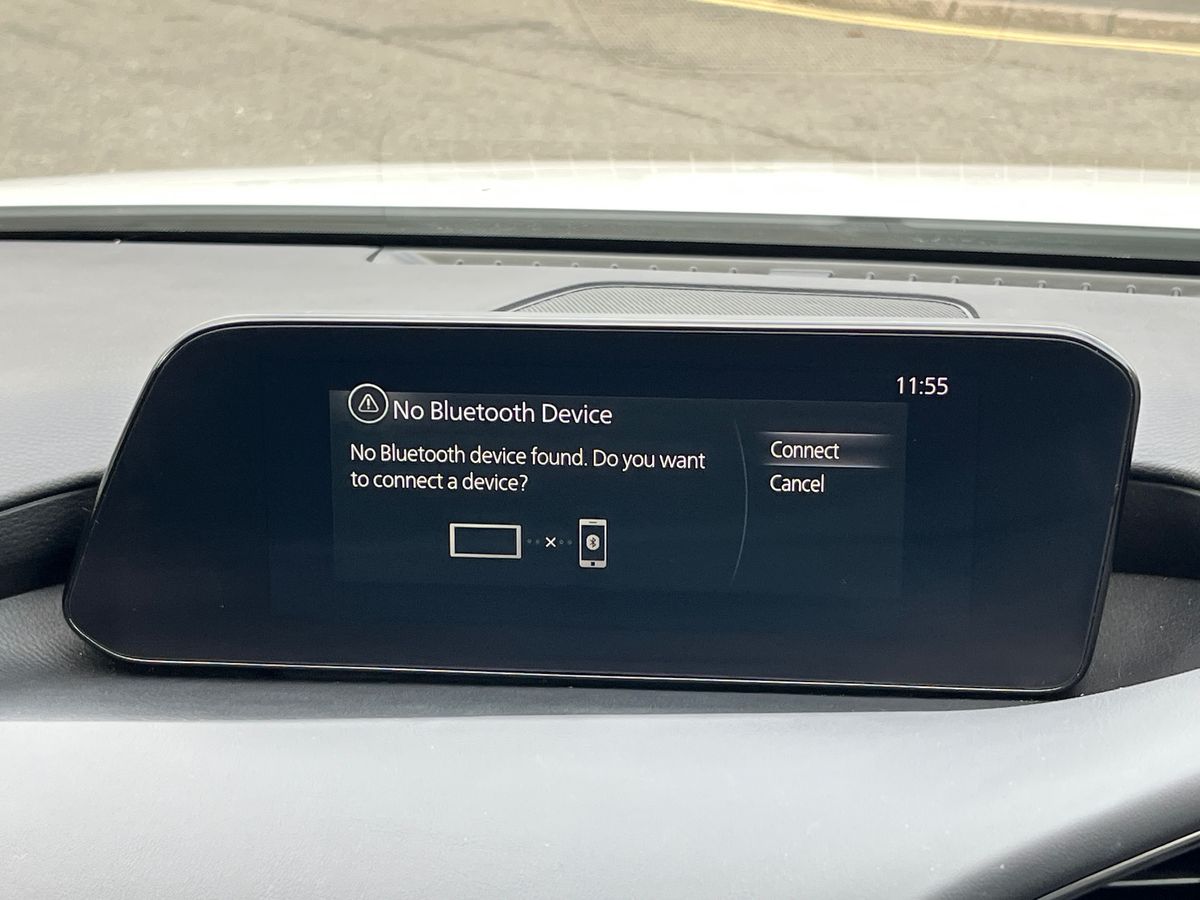 11:55
No Bluetooth Device
No Bluetooth device found. Do you want
to connect a device?
Connect
Cancel